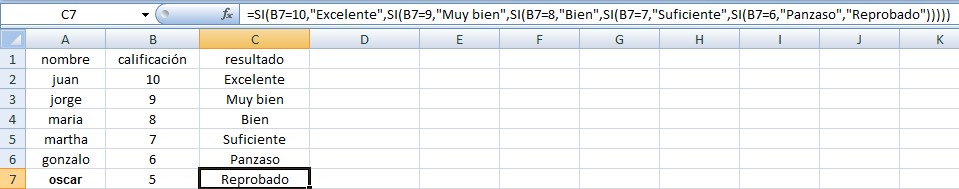 C7 fx =SI(B7=10,"Excelente",SI(B7=9,"Muy bien",SI(B7=8,"Bien",SI(B7=7,"Suficiente",SI(B7=6,"Panzaso","Reprobado")))))
A B C D E F G H I J K
1 nombre calificación resultado
2 juan 10 Excelente
3 jorge 9 Muy bien
4 maria 8 Bien
5 martha 7 Suficiente
6 gonzalo 6 Panzaso
7 oscar 5 Reprobado